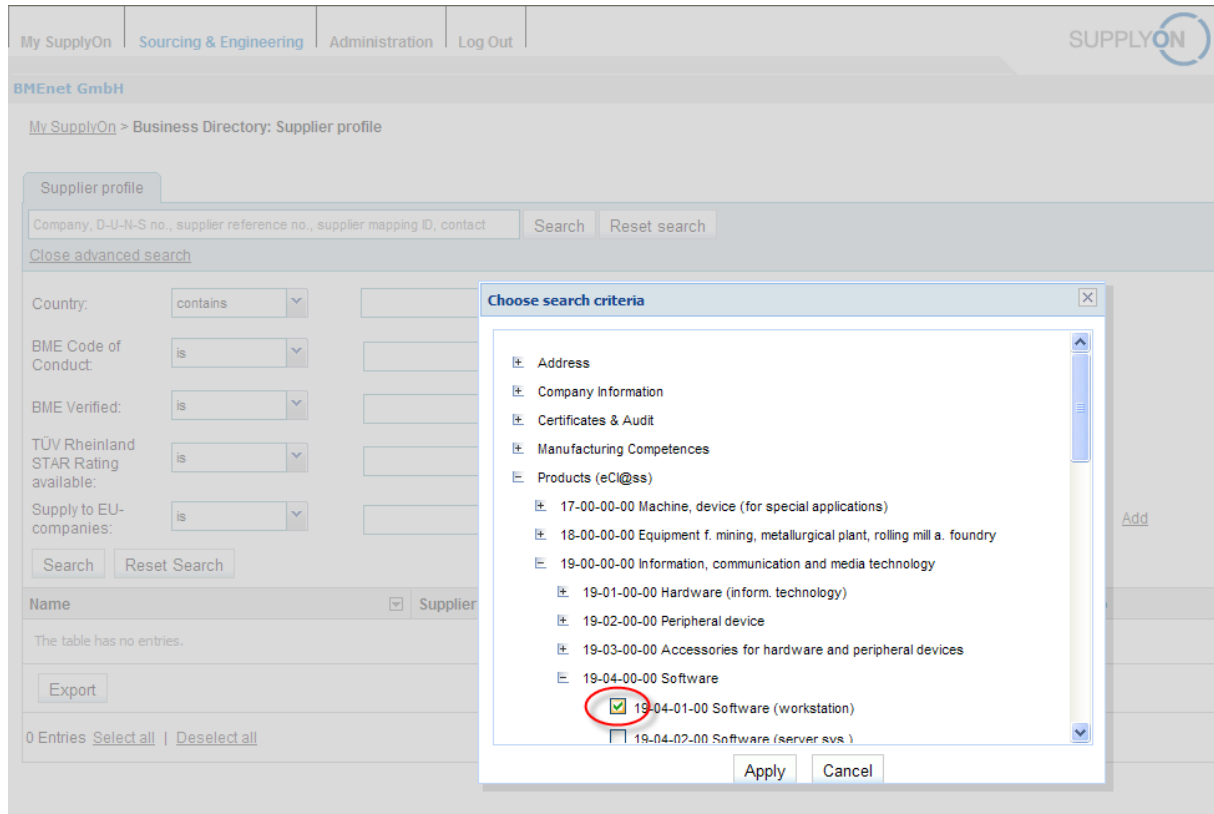 My SupplyOn
Sourcing & Engineering
Administration
Log Out
SUPPLYON
BMEnet GmbH
My SupplyOn > Business Directory: Supplier profile
Supplier profile
Company, D-U-N-S no., supplier reference no., supplier mapping ID, contact
Search
Reset search
Close advanced search
Country:
contains
BME Code of
Conduct:
is
BME Verified:
is
TÜV Rheinland
STAR Rating
available:
is
Supply to EU-
companies:
is
Add
Search
Reset Search
Name
Supplier
The table has no entries.
Export
0 Entries Select all | Deselect all
Choose search criteria
Address
Company Information
Certificates & Audit
Manufacturing Competences
Products (eCl@ss)
17-00-00-00 Machine, device (for special applications)
18-00-00-00 Equipment f. mining, metallurgical plant, rolling mill a. foundry
19-00-00-00 Information, communication and media technology
19-01-00-00 Hardware (inform. technology)
19-02-00-00 Peripheral device
19-03-00-00 Accessories for hardware and peripheral devices
19-04-00-00 Software
19-04-01-00 Software (workstation)
19-04-02-00 Software (server sys.)
Apply
Cancel